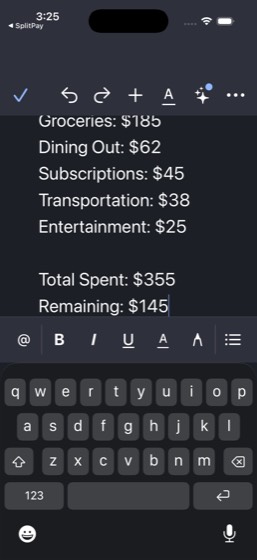 3:25
◀ SplitPay
A
Groceries: $185
Dining Out: $62
Subscriptions: $45
Transportation: $38
Entertainment: $25
Total Spent: $355
Remaining: $145
@ B I U A
q w e r t y u i o p
a s d f g h j k l
z x c v b n m
123